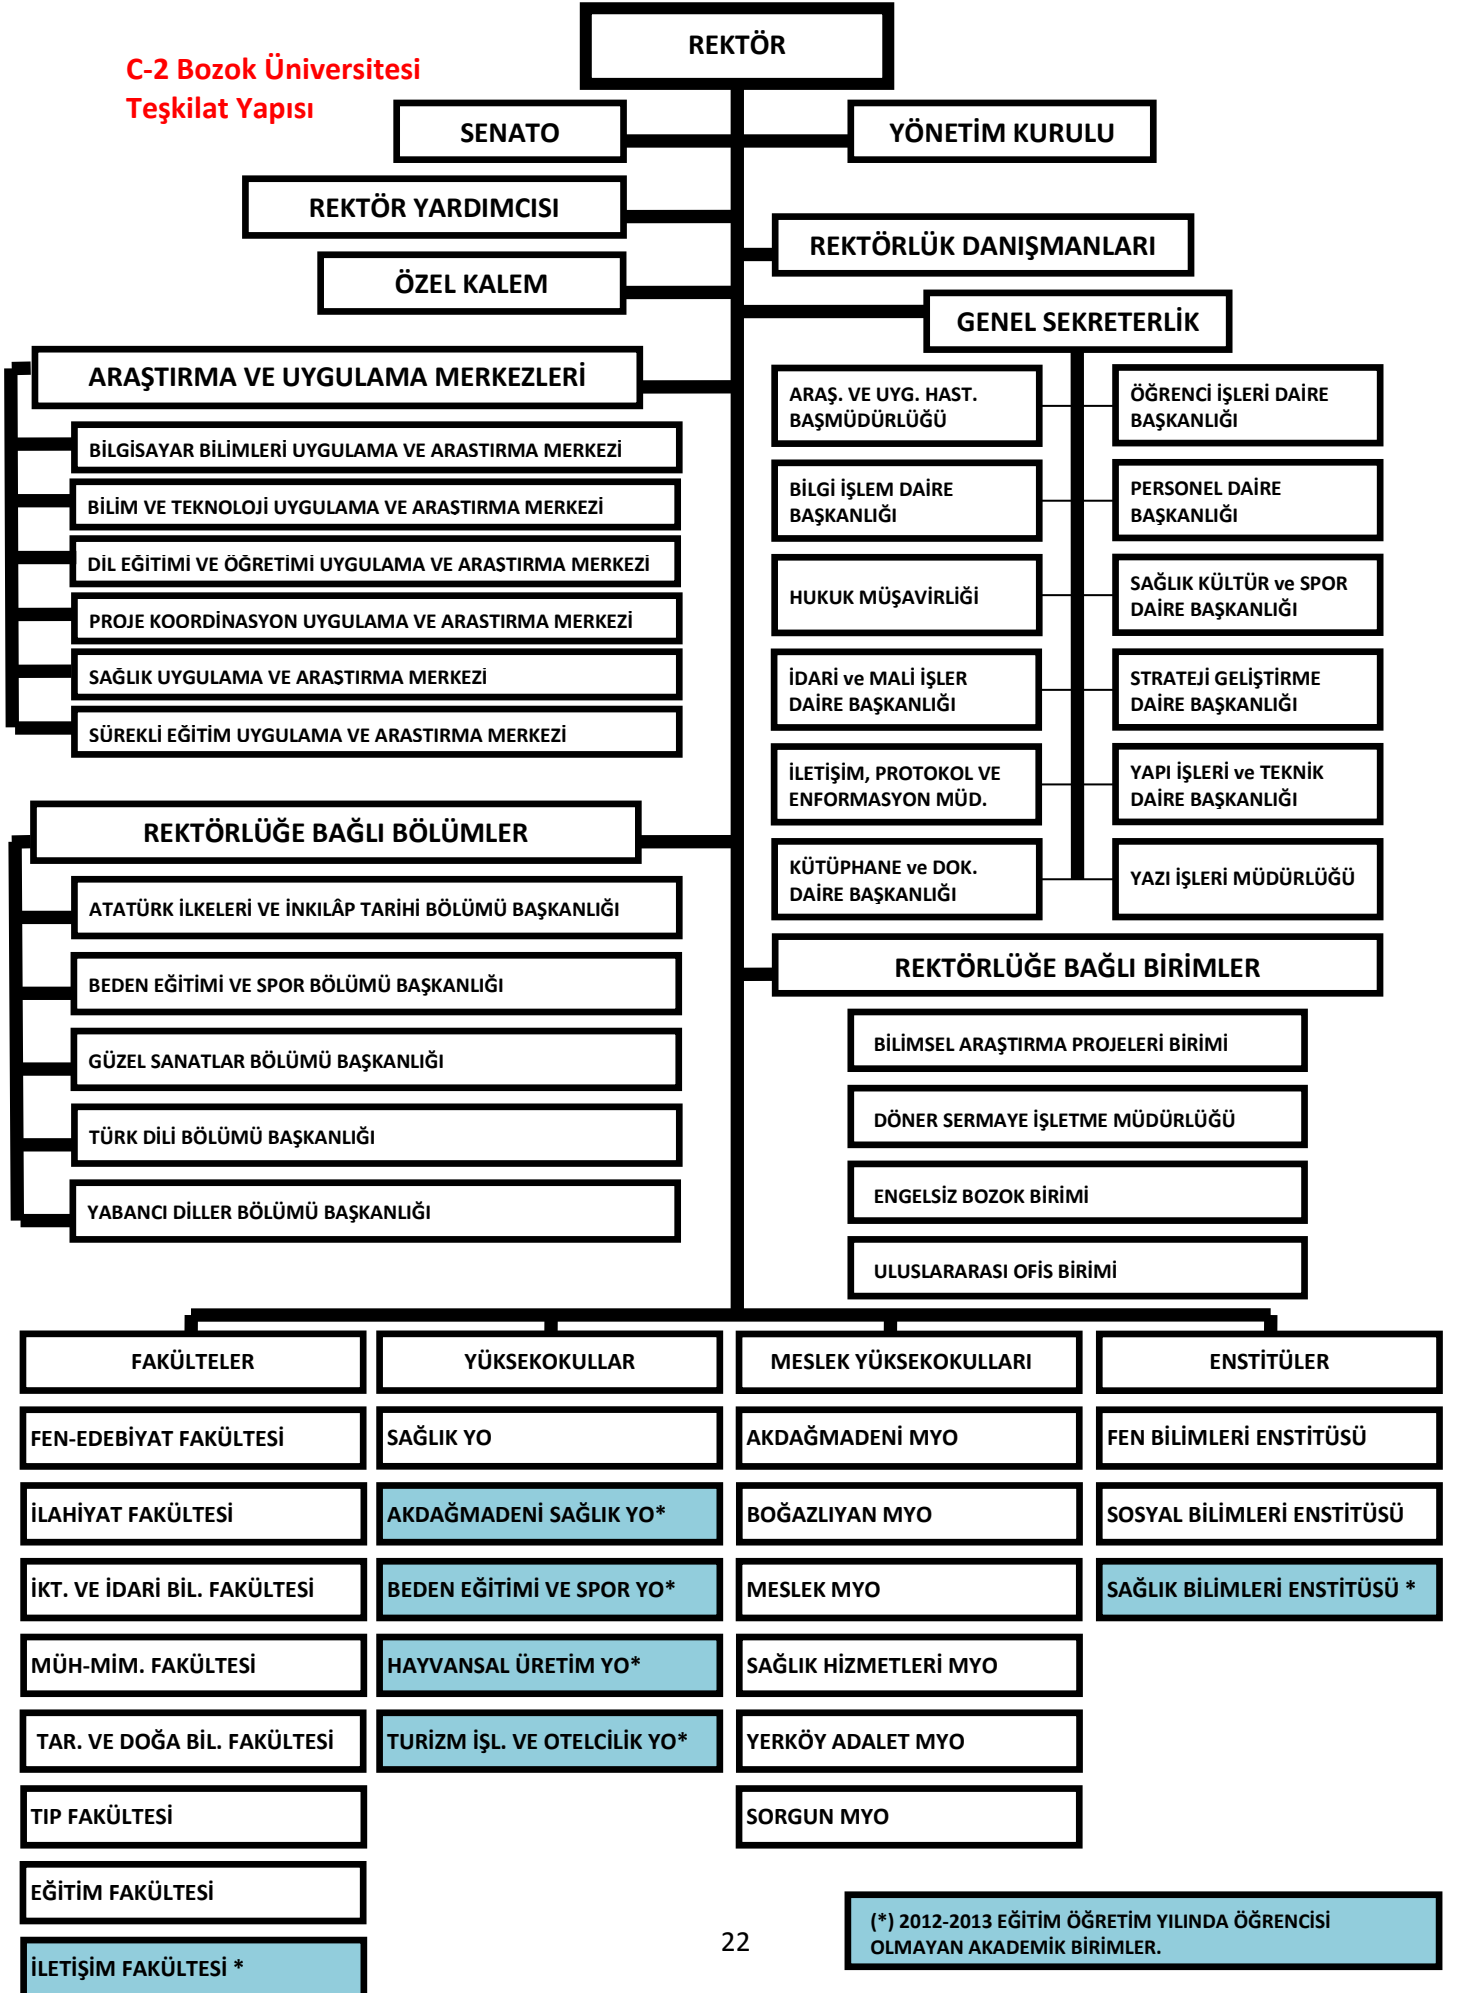 REKTÖR
C-2 Bozok Üniversitesi
Teşkilat Yapısı
SENATO
YÖNETİM KURULU
REKTÖR YARDIMCISI
REKTÖRLÜK DANIŞMANLARI
ÖZEL KALEM
GENEL SEKRETERLİK
ARAŞTIRMA VE UYGULAMA MERKEZLERİ
BİLGİSAYAR BİLİMLERİ UYGULAMA VE ARASTIRMA MERKEZİ
BİLİM VE TEKNOLOJİ UYGULAMA VE ARAŞTIRMA MERKEZİ
DİL EĞİTİMİ VE ÖĞRETİMİ UYGULAMA VE ARAŞTIRMA MERKEZİ
PROJE KOORDİNASYON UYGULAMA VE ARASTIRMA MERKEZİ
SAĞLIK UYGULAMA VE ARAŞTIRMA MERKEZİ
SÜREKLİ EĞİTİM UYGULAMA VE ARASTIRMA MERKEZİ
ARAŞ. VE UYG. HAST.
BAŞMÜDÜRLÜĞÜ
ÖĞRENCİ İŞLERİ DAİRE
BAŞKANLIĞI
BİLGİ İŞLEM DAİRE
BAŞKANLIĞI
PERSONEL DAİRE
BAŞKANLIĞI
HUKUK MÜŞAVİRLİĞİ
SAĞLIK KÜLTÜR ve SPOR
DAİRE BAŞKANLIĞI
İDARİ ve MALİ İŞLER
DAİRE BAŞKANLIĞI
STRATEJİ GELİŞTİRME
DAİRE BAŞKANLIĞI
İLETİŞİM, PROTOKOL VE
ENFORMASYON MÜD.
YAPI İŞLERİ ve TEKNİK
DAİRE BAŞKANLIĞI
KÜTÜPHANE ve DOK.
DAİRE BAŞKANLIĞI
YAZI İŞLERİ MÜDÜRLÜĞÜ
REKTÖRLÜĞE BAĞLI BÖLÜMLER
ATATÜRK İLKELERİ VE İNKILÂP TARİHİ BÖLÜMÜ BAŞKANLIĞI
BEDEN EĞİTİMİ VE SPOR BÖLÜMÜ BAŞKANLIĞI
GÜZEL SANATLAR BÖLÜMÜ BAŞKANLIĞI
TÜRK DİLİ BÖLÜMÜ BAŞKANLIĞI
YABANCI DİLLER BÖLÜMÜ BAŞKANLIĞI
REKTÖRLÜĞE BAĞLI BİRİMLER
BİLİMSEL ARAŞTIRMA PROJELERİ BİRİMİ
DÖNER SERMAYE İŞLETME MÜDÜRLÜĞÜ
ENGELSİZ BOZOK BİRİMİ
ULUSLARARASI OFİS BİRİMİ
FAKÜLTELER
FEN-EDEBİYAT FAKÜLTESİ
İLAHİYAT FAKÜLTESİ
İKT. VE İDARİ BİL. FAKÜLTESİ
MÜH-MİM. FAKÜLTESİ
TAR. VE DOĞA BİL. FAKÜLTESİ
TIP FAKÜLTESİ
EĞİTİM FAKÜLTESİ
İLETİŞİM FAKÜLTESİ *
YÜKSEKOKULLAR
SAĞLIK YO
AKDAĞMADENİ SAĞLIK YO*
BEDEN EĞİTİMİ VE SPOR YO*
HAYVANSAL ÜRETİM YO*
TURİZM İŞL. VE OTELCİLİK YO*
MESLEK YÜKSEKOKULLARI
AKDAĞMADENİ MYO
BOĞAZLIYAN MYO
MESLEK MYO
SAĞLIK HİZMETLERİ MYO
YERKÖY ADALET MYO
SORGUN MYO
ENSTİTÜLER
FEN BİLİMLERİ ENSTİTÜSÜ
SOSYAL BİLİMLERİ ENSTİTÜSÜ
SAĞLIK BİLİMLERİ ENSTİTÜSÜ *
(*) 2012-2013 EĞİTİM ÖĞRETİM YILINDA ÖĞRENCİSİ
OLMAYAN AKADEMİK BİRİMLER.
22